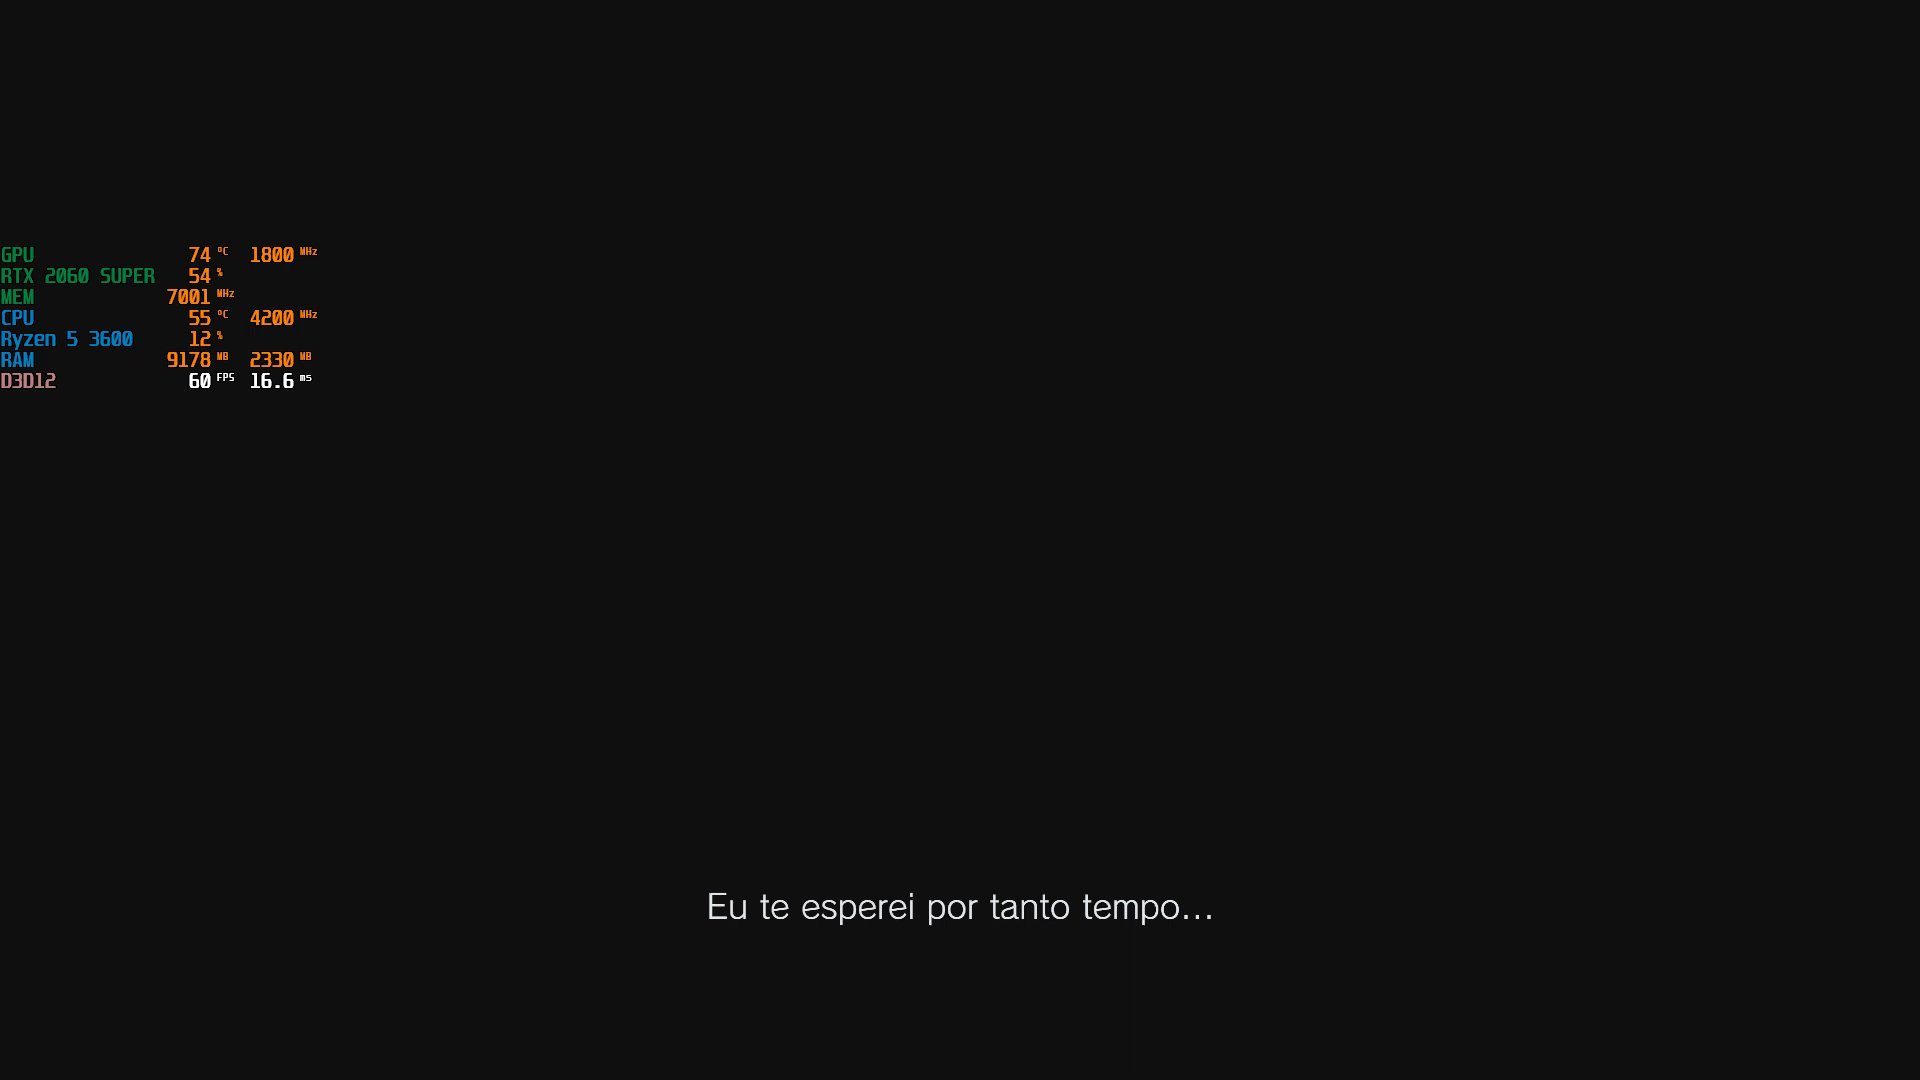 GPU 74 °C 1800 MHz
RTX 2060 SUPER 54 %
MEM 7001 MHz
CPU 55 °C 4200 MHz
Ryzen 5 3600 12 %
RAM 9178 MB 2330 MB
D3D12 60 FPS 16.6 ms
Eu te esperei por tanto tempo...